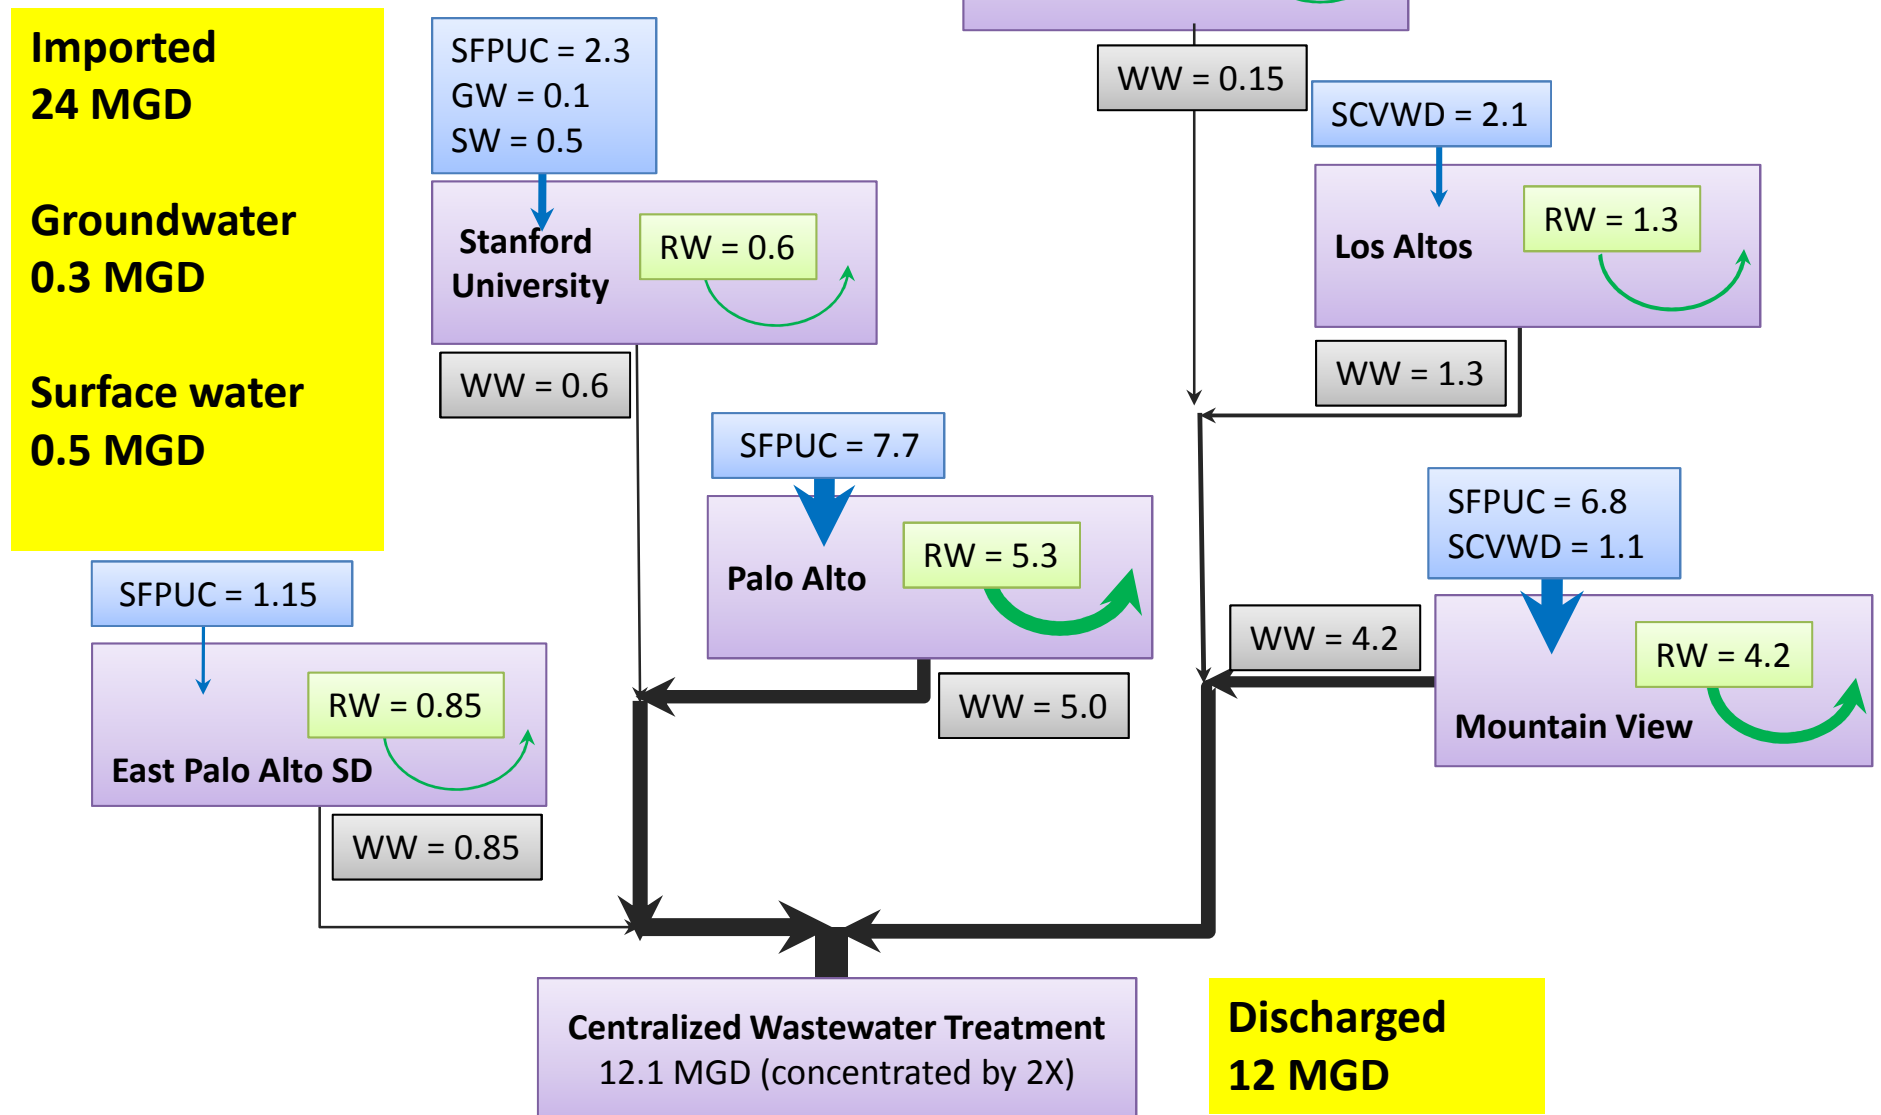 Imported
24 MGD
Groundwater
0.3 MGD
Surface water
0.5 MGD
SFPUC = 2.3
GW = 0.1
SW = 0.5
Stanford
University
RW = 0.6
WW = 0.6
WW = 0.15
SCVWD = 2.1
Los Altos
RW = 1.3
WW = 1.3
SFPUC = 7.7
Palo Alto
RW = 5.3
WW = 5.0
SFPUC = 6.8
SCVWD = 1.1
WW = 4.2
RW = 4.2
Mountain View
SFPUC = 1.15
RW = 0.85
East Palo Alto SD
WW = 0.85
Centralized Wastewater Treatment
12.1 MGD (concentrated by 2X)
Discharged
12 MGD